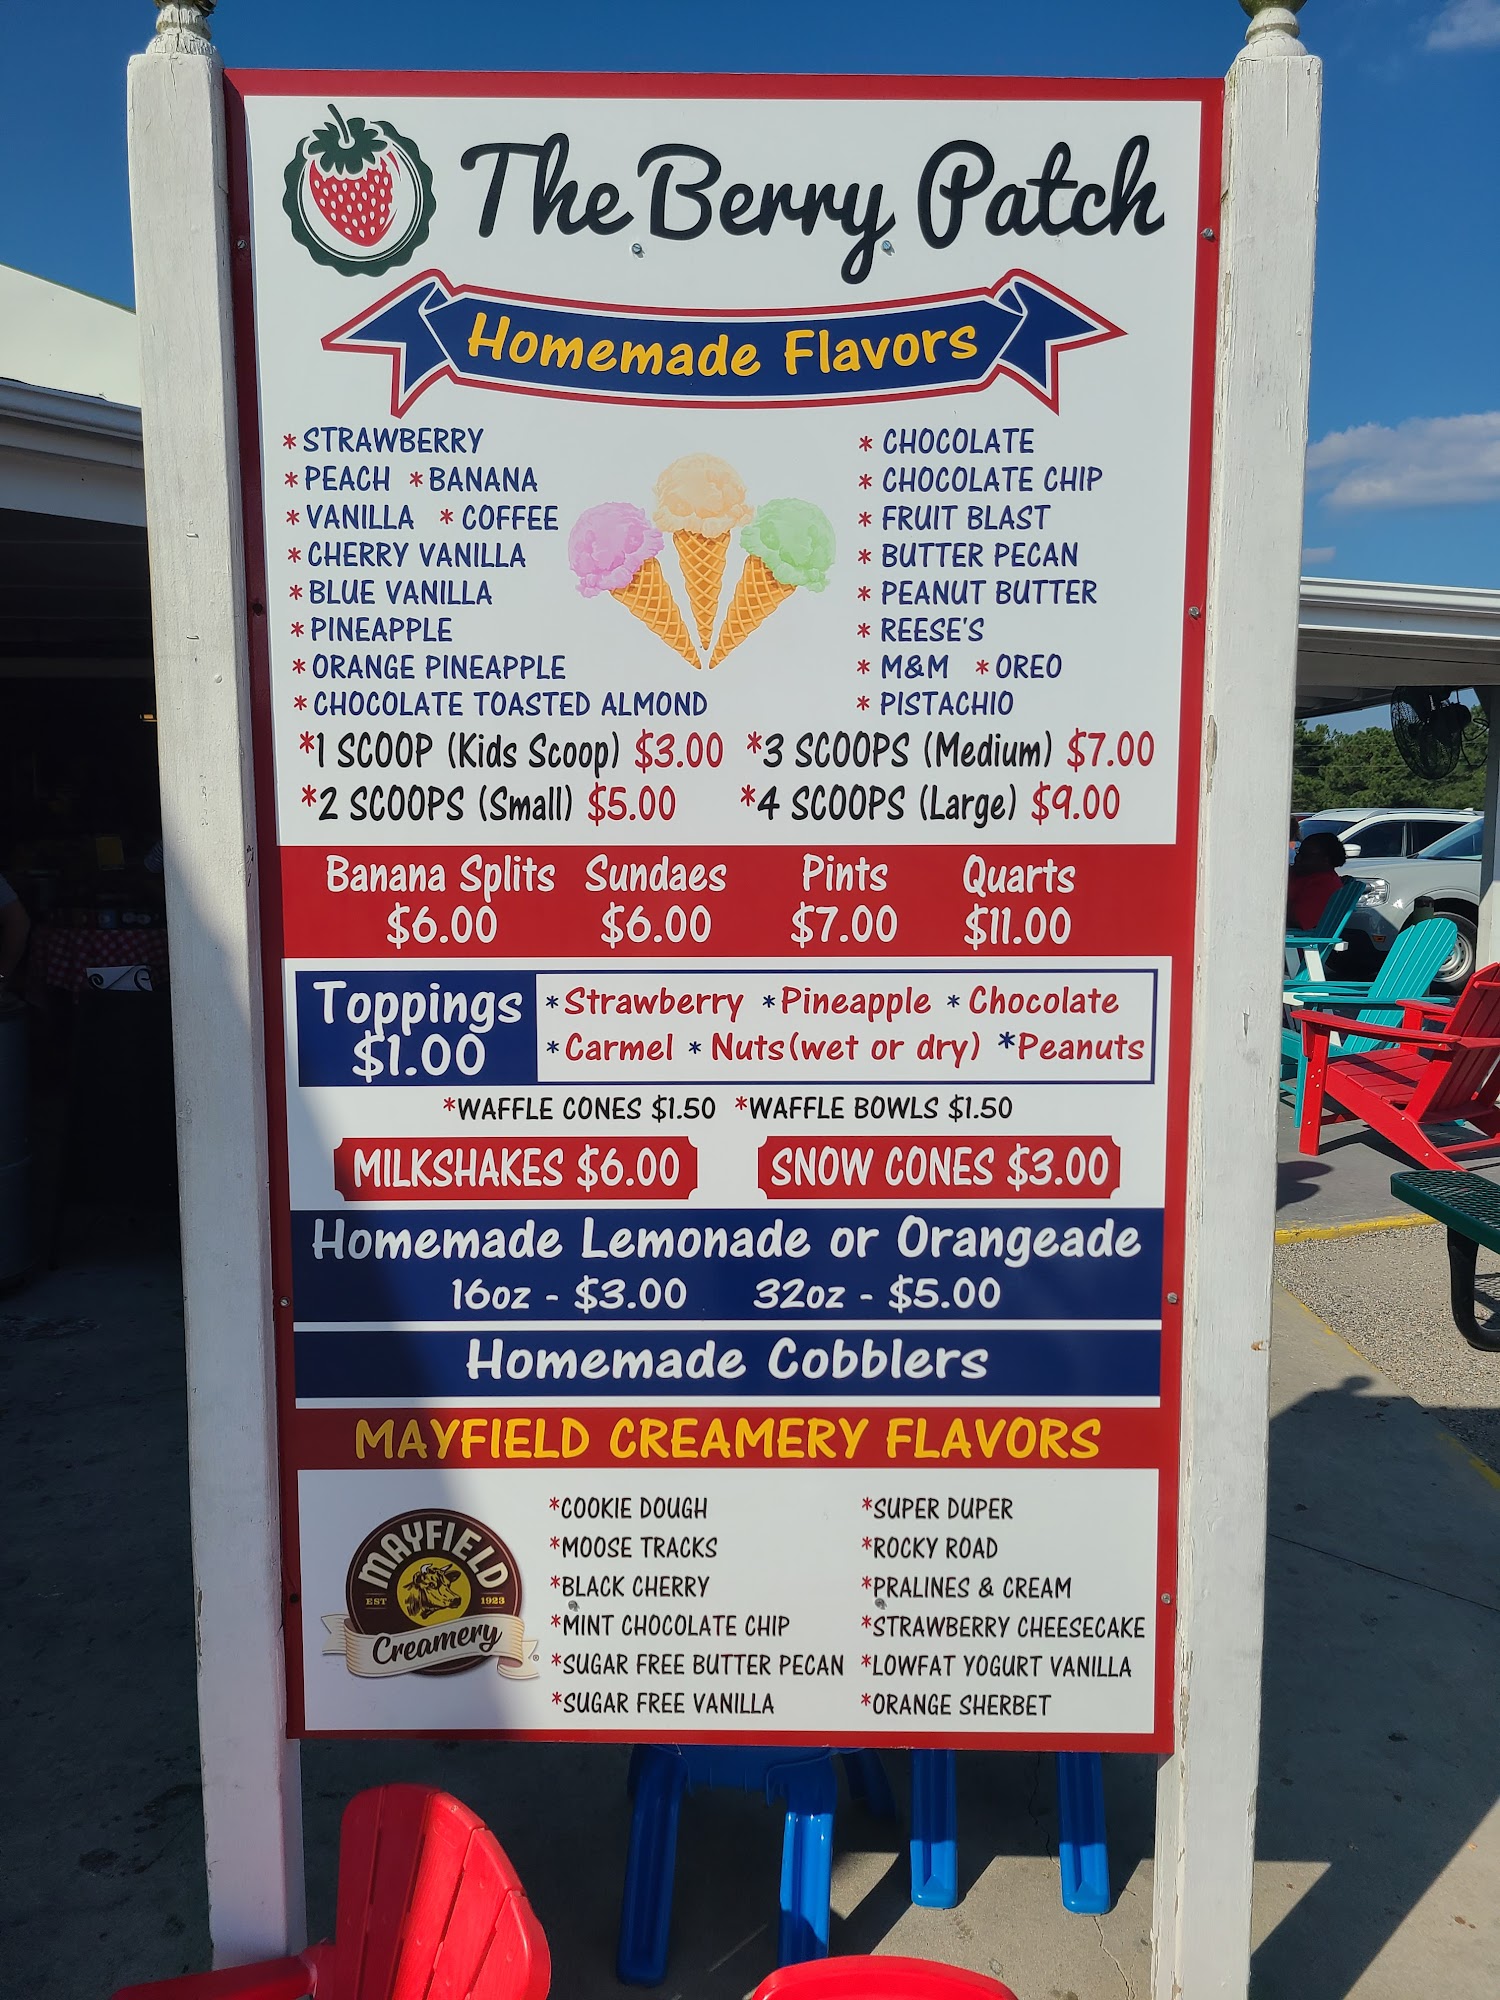 The Berry Patch
Homemade Flavors
* STRAWBERRY
* PEACH * BANANA
* VANILLA * COFFEE
* CHERRY VANILLA
* BLUE VANILLA
* PINEAPPLE
* ORANGE PINEAPPLE
* CHOCOLATE TOASTED ALMOND
* CHOCOLATE
* CHOCOLATE CHIP
* FRUIT BLAST
* BUTTER PECAN
* PEANUT BUTTER
* REESE'S
* M&M * OREO
* PISTACHIO
*1 SCOOP (Kids Scoop) $3.00 *3 SCOOPS (Medium) $7.00
*2 SCOOPS (Small) $5.00 *4 SCOOPS (Large) $9.00
Banana Splits Sundaes Pints Quarts
$6.00 $6.00 $7.00 $11.00
Toppings
$1.00
*Strawberry *Pineapple * Chocolate
*Carmel * Nuts(wet or dry) *Peanuts
*WAFFLE CONES $1.50 *WAFFLE BOWLS $1.50
MILKSHAKES $6.00 SNOW CONES $3.00
Homemade Lemonade or Orangeade
16oz - $3.00 32oz - $5.00
Homemade Cobblers
MAYFIELD CREAMERY FLAVORS
MAYFIELD
EST 1923
Creamery
®
*COOKIE DOUGH
*MOOSE TRACKS
*BLACK CHERRY
*MINT CHOCOLATE CHIP
*SUGAR FREE BUTTER PECAN
*SUGAR FREE VANILLA
*SUPER DUPER
*ROCKY ROAD
*PRALINES & CREAM
*STRAWBERRY CHEESECAKE
*LOWFAT YOGURT VANILLA
*ORANGE SHERBET